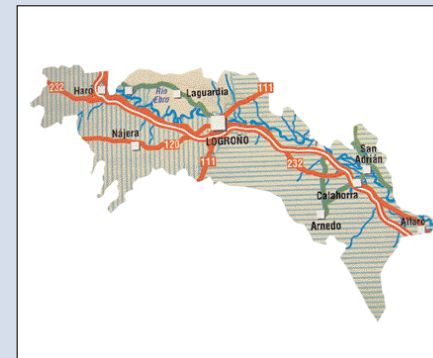 232
Haro
Río
Ebro
Laguardia
111
Nájera
120
LOGROÑO
111
232
San
Adrián
Calahorra
Arnedo
Alfaro